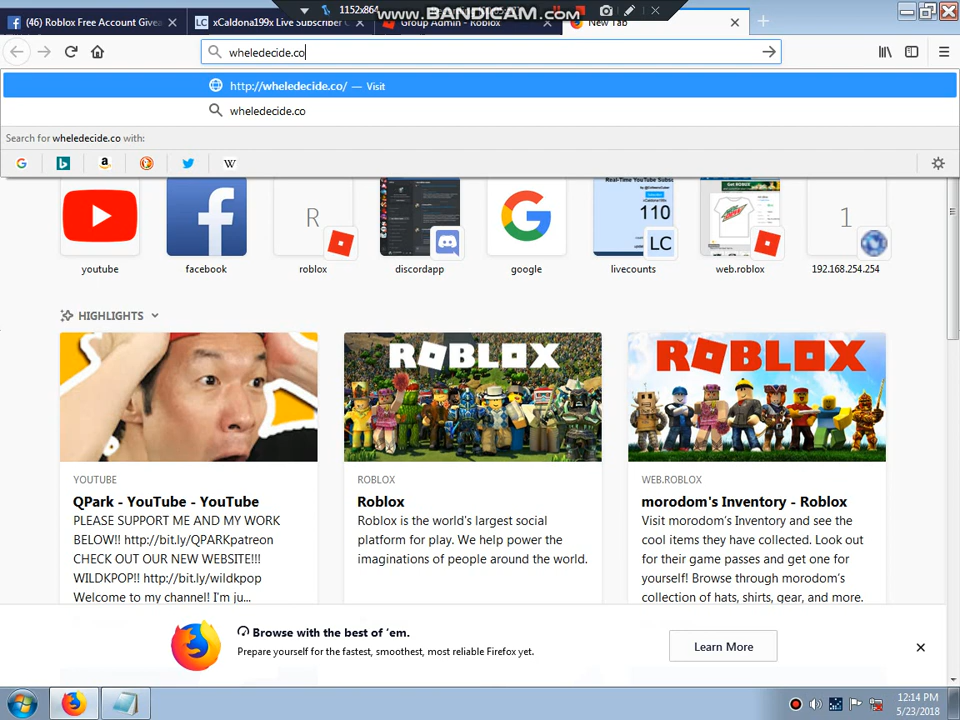 1152x864
www.BANDICAM.com
(46) Roblox Free Account Givea
LC xCaldona199x Live Subscriber C
Group Admin - Roblox
New Tab
wheledecide.co
http://wheledecide.co/ — Visit
wheledecide.co
Search for wheledecide.co with:
R
Real-Time YouTube Subsc
110
LC
1
youtube
facebook
roblox
discordapp
google
livecounts
web.roblox
192.168.254.254
HIGHLIGHTS
ROBLOX
ROBLOX
YOUTUBE
QPark - YouTube - YouTube
PLEASE SUPPORT ME AND MY WORK
BELOW!! http://bit.ly/QPARKpatreon
CHECK OUT OUR NEW WEBSITE!!!
WILDKPOP!! http://bit.ly/wildkpop
Welcome to my channel! I'm ju...
ROBLOX
Roblox
Roblox is the world's largest social
platform for play. We help power the
imaginations of people around the world.
WEB.ROBLOX
morodom's Inventory - Roblox
Visit morodom's Inventory and see the
cool items they have collected. Look out
for their game passes and get one for
yourself! Browse through morodom's
collection of hats, shirts, gear, and more.
Browse with the best of 'em.
Prepare yourself for the fastest, smoothest, most reliable Firefox yet.
Learn More
12:14 PM
5/23/2018